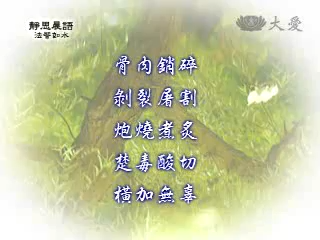 靜思晨語
法譬如水
大愛
骨肉銷碎
剝裂屠割
炮燒煮炙
楚毒酸切
橫加無辜